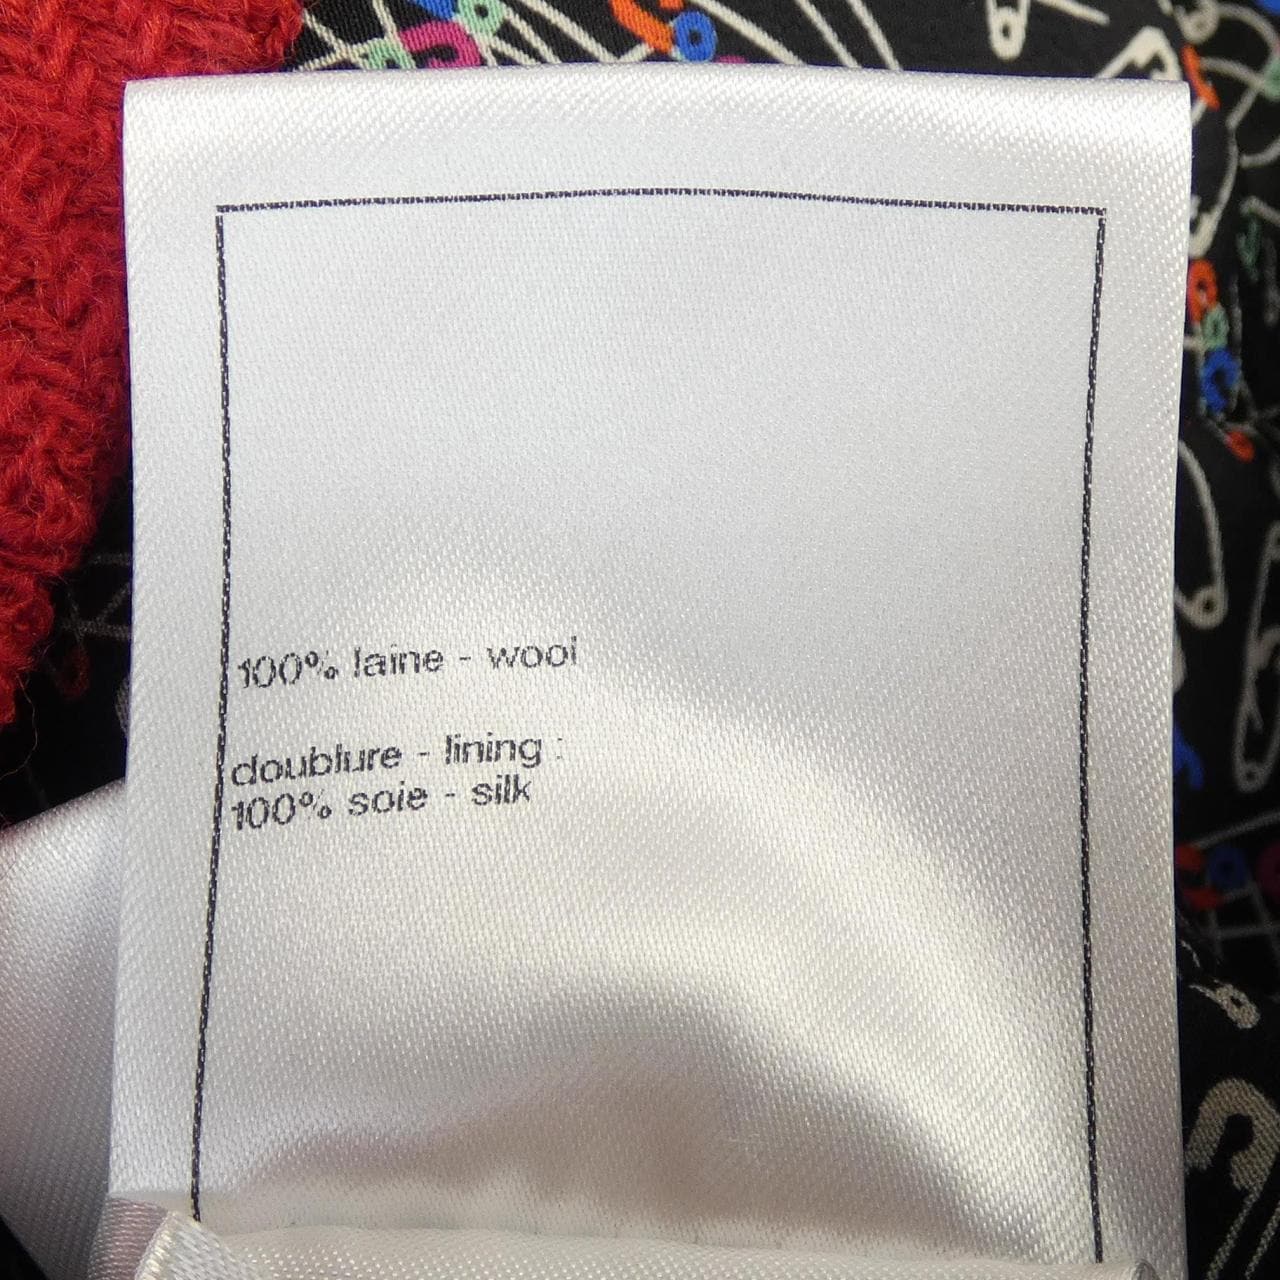 100% laine - wool
doublure - lining :
100% soie - silk